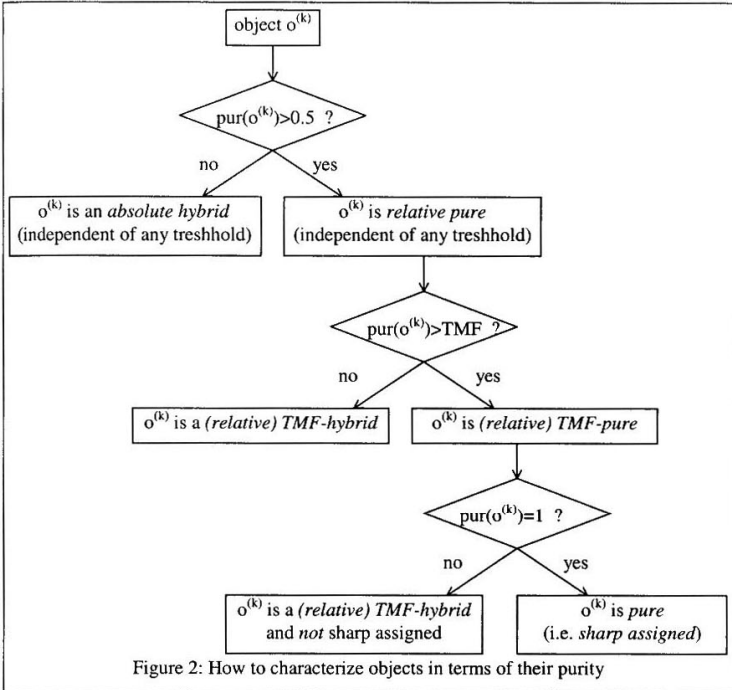 object o^(k)
pur(o^(k))>0.5 ?
no
yes
o^(k) is an absolute hybrid
(independent of any treshhold)
o^(k) is relative pure
(independent of any treshhold)
pur(o^(k))>TMF ?
no
yes
o^(k) is a (relative) TMF-hybrid
o^(k) is (relative) TMF-pure
pur(o^(k))=1 ?
no
yes
o^(k) is a (relative) TMF-hybrid
and not sharp assigned
o^(k) is pure
(i.e. sharp assigned)
Figure 2: How to characterize objects in terms of their purity